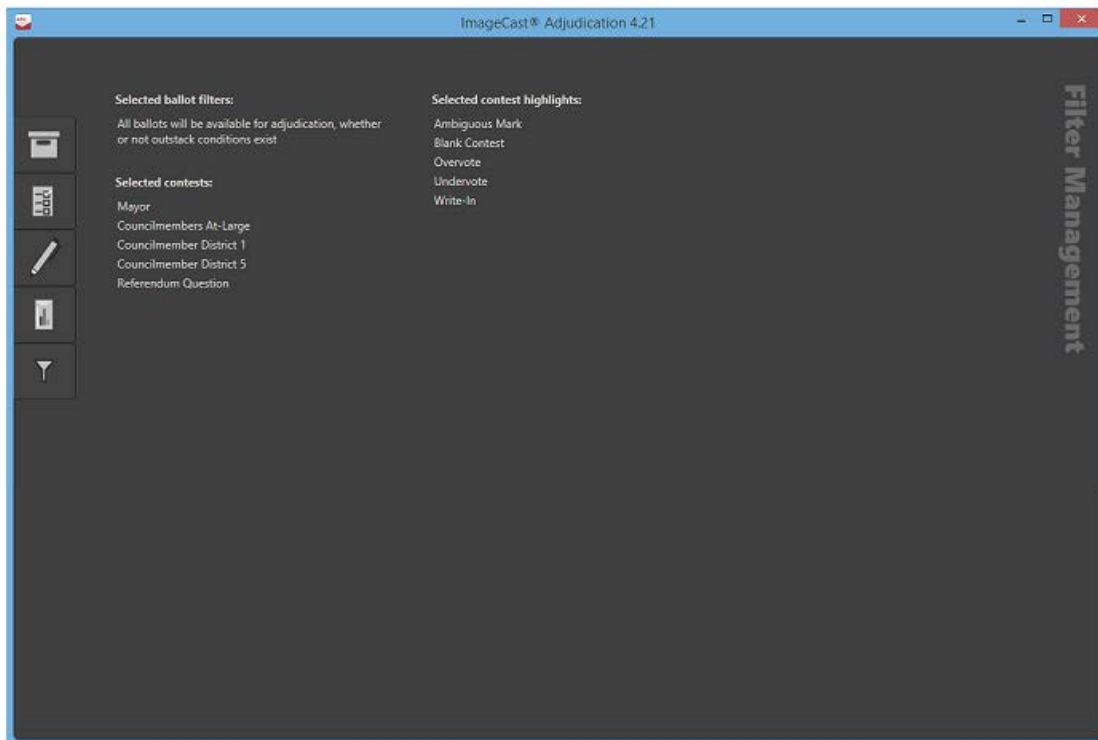 ImageCast® Adjudication 4.21
Selected ballot filters:
All ballots will be available for adjudication, whether
or not outstack conditions exist
Selected contests:
Mayor
Councilmembers At-Large
Councilmember District 1
Councilmember District 5
Referendum Question
Selected contest highlights:
Ambiguous Mark
Blank Contest
Overvote
Undervote
Write-In
Filter Management